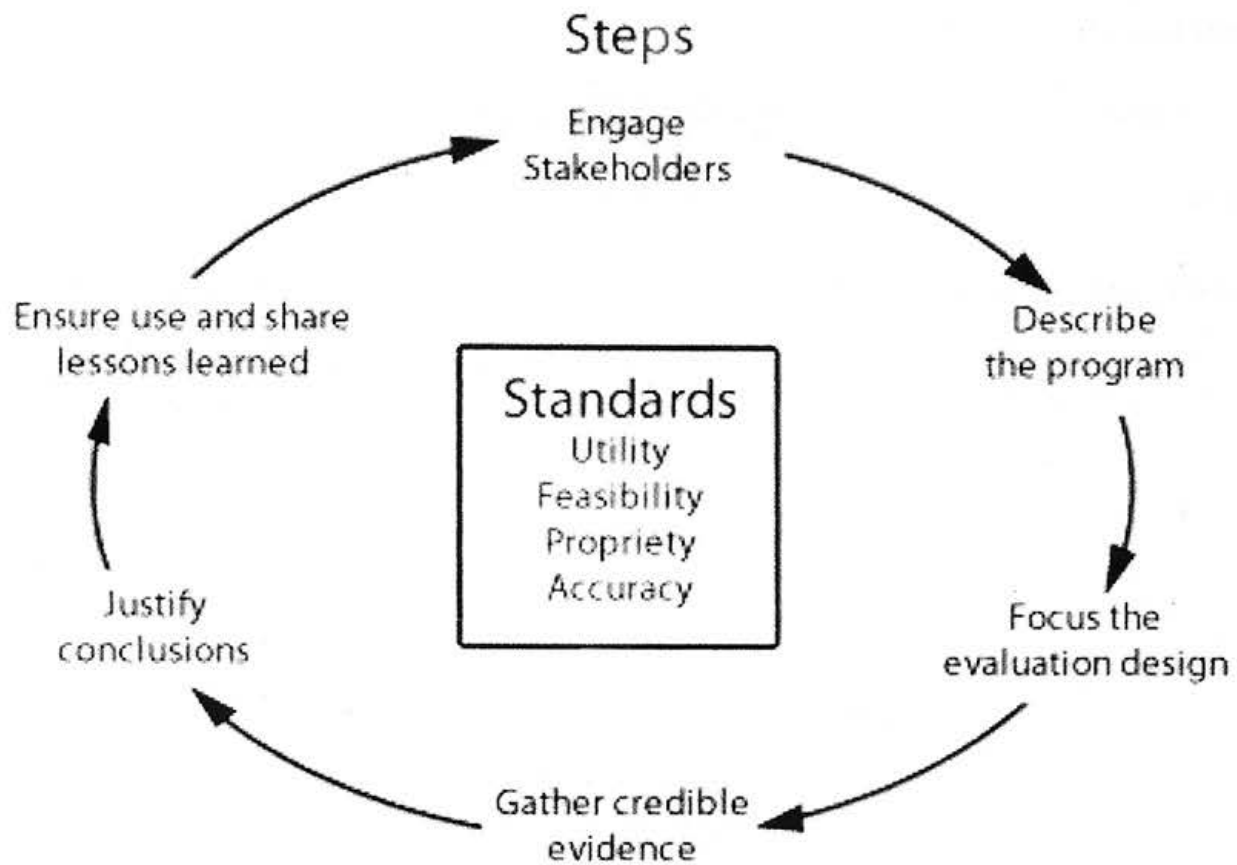 Steps
Engage
Stakeholders
Describe
the program
Focus the
evaluation design
Gather credible
evidence
Justify
conclusions
Ensure use and share
lessons learned
Standards
Utility
Feasibility
Propriety
Accuracy